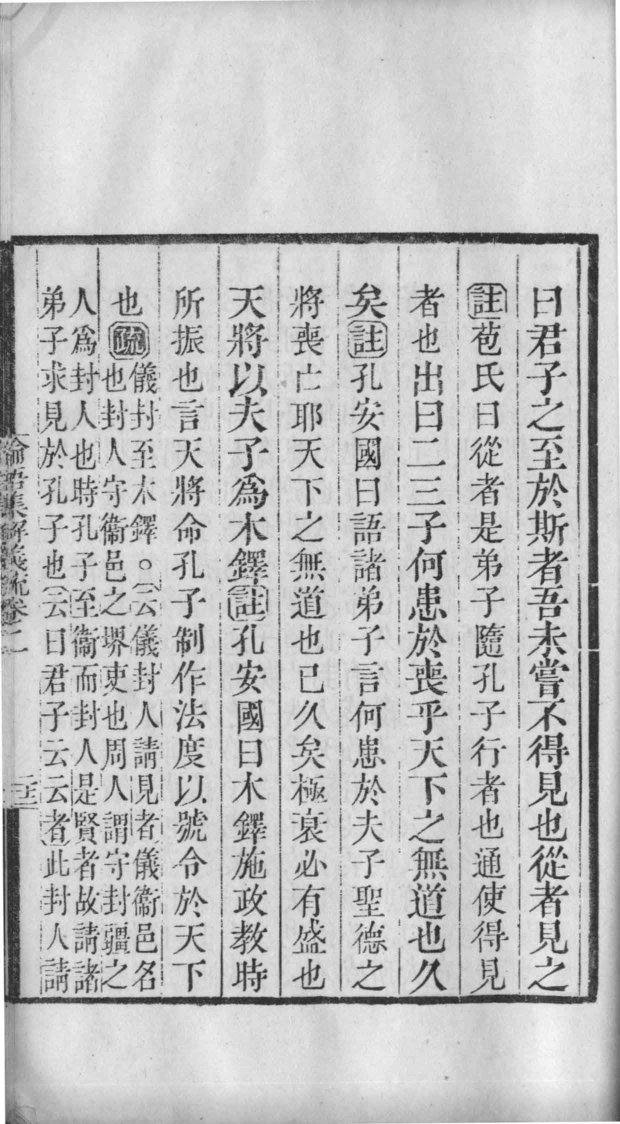 曰君子之至於斯者吾未嘗不得見也從者見之
註苞氏曰從者是弟子隨孔子行者也通使得見
者也出曰二三子何患於喪乎天下之無道也久
矣註孔安國曰語諸弟子言何患於夫子聖德之
將喪亡耶天下之無道也已久矣極衰必有盛也
天將以夫子爲木鐸註孔安國曰木鐸施政教時
所振也言天將命孔子制作法度以號令於天下
也疏儀封至木鐸。云儀封人請見者儀衞邑名
也封人守衞邑之堺吏也周人謂守封疆之
人爲封人也時孔子至衞而封人是賢者故請諸
弟子求見於孔子也云曰君子云云者此封人請
論語集解義疏卷二
二十三